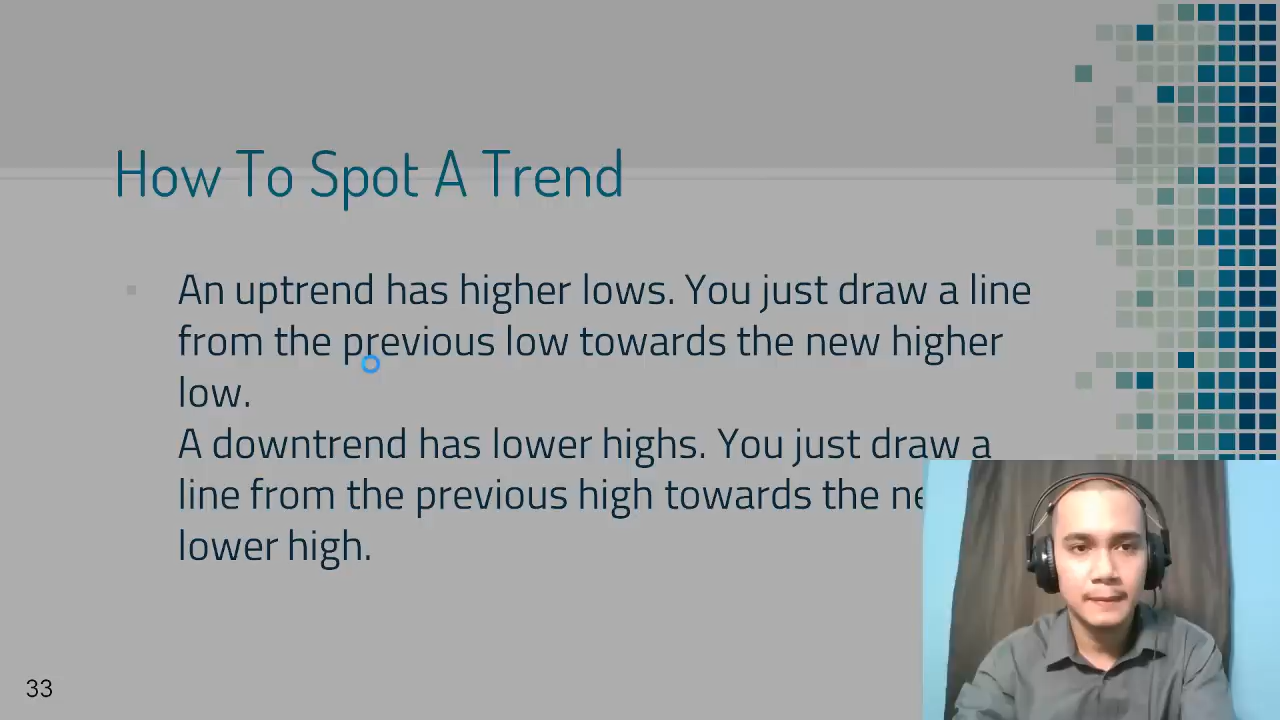 How To Spot A Trend
An uptrend has higher lows. You just draw a line
from the previous low towards the new higher
low.
A downtrend has lower highs. You just draw a
line from the previous high towards the
lower high.
33